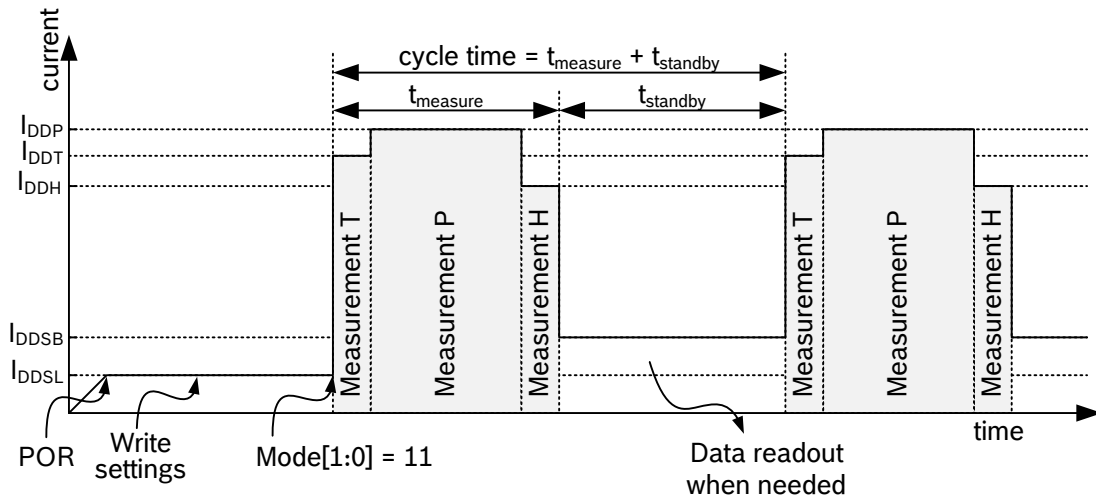 current
cycle time = tmeasure + tstandby
tmeasure
tstandby
IDDP
IDDT
IDDH
IDDSB
IDDSL
Measurement T
Measurement P
Measurement H
Measurement T
Measurement P
Measurement H
time
POR
Write
settings
Mode[1:0] = 11
Data readout
when needed